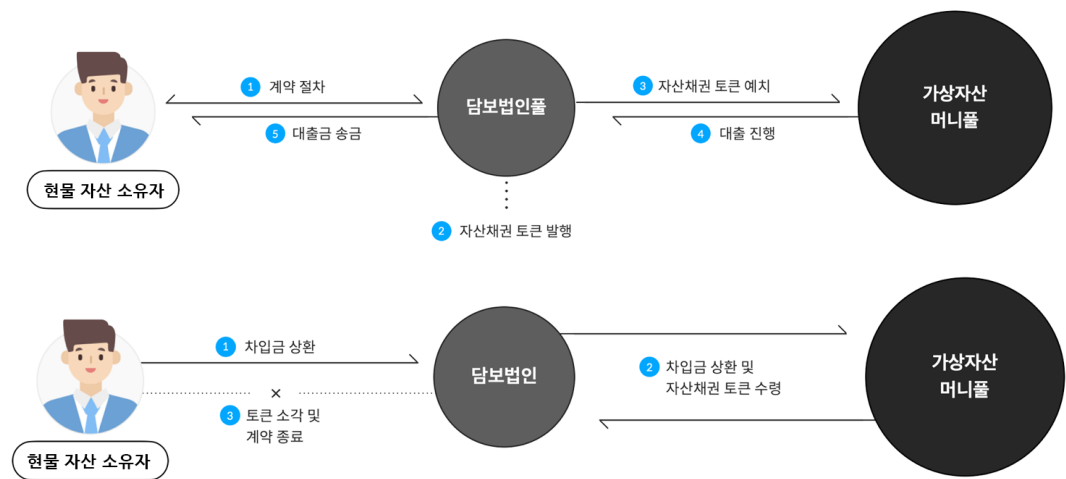 1 계약 절차
5 대출금 송금
현물 자산 소유자
담보법인풀
2 자산채권 토큰 발행
3 자산채권 토큰 예치
4 대출 진행
가상자산
머니풀
1 차입금 상환
×
3 토큰 소각 및
계약 종료
현물 자산 소유자
담보법인
2 차입금 상환 및
자산채권 토큰 수령
가상자산
머니풀